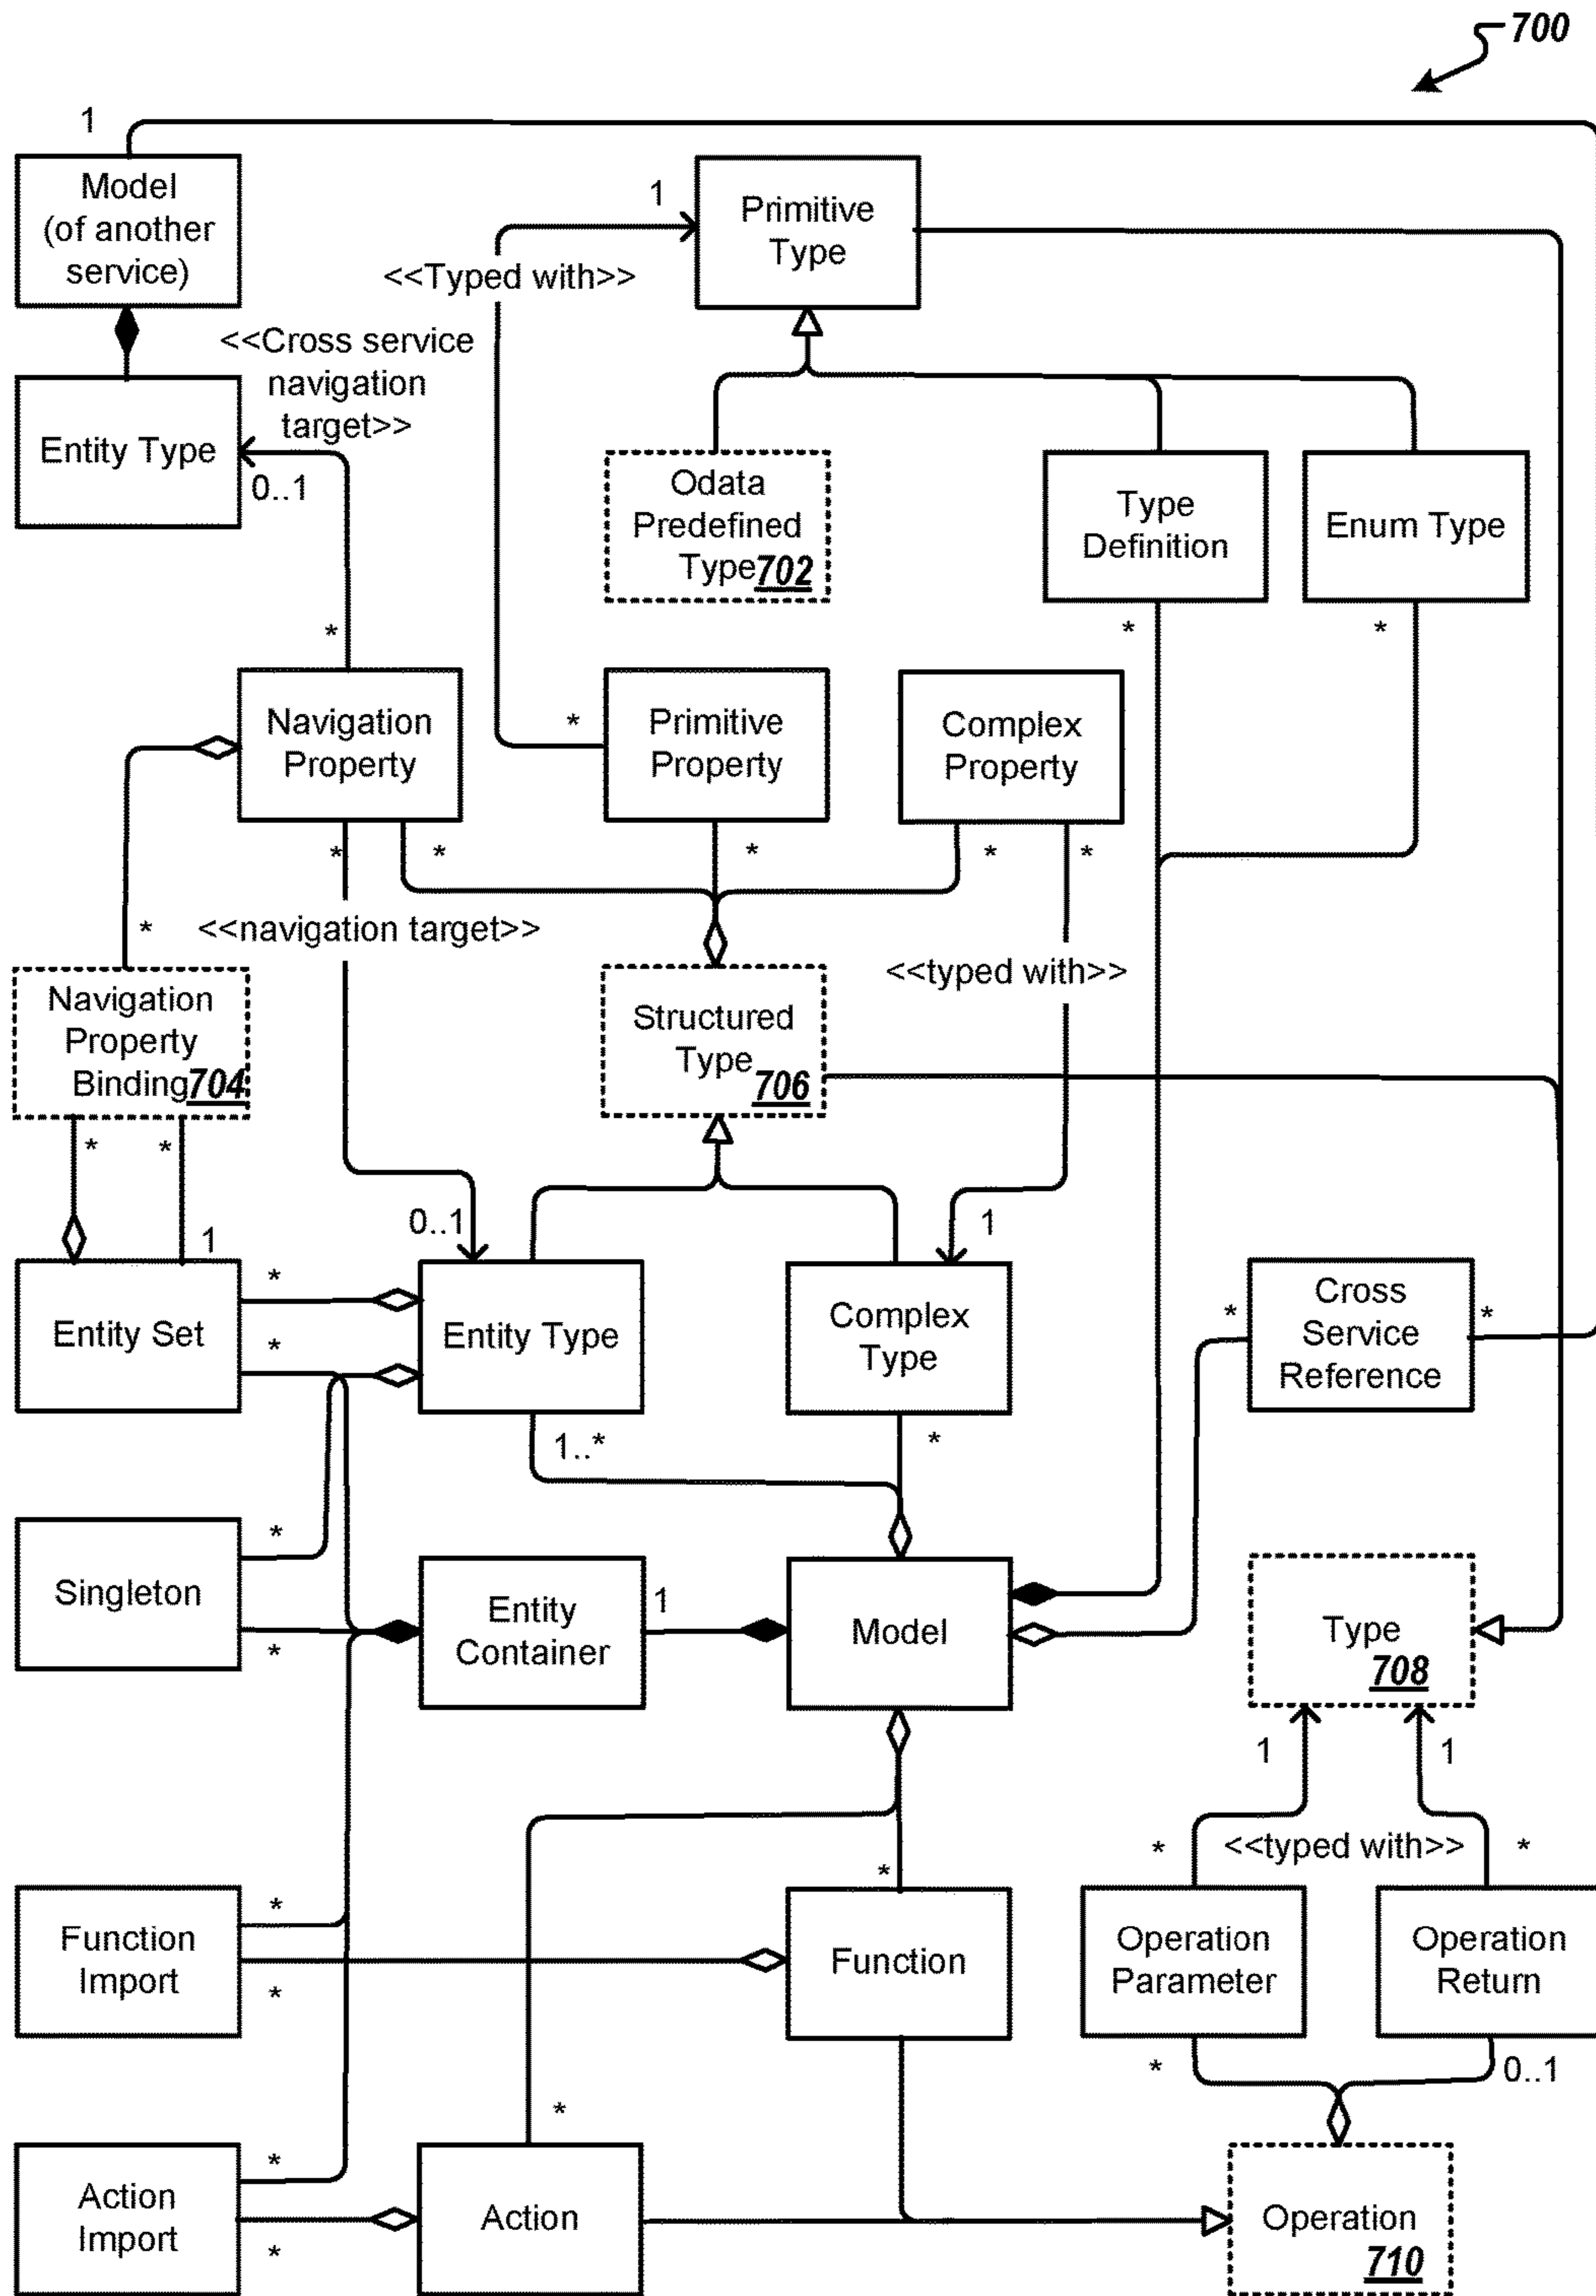 700
1
Model
(of another
service)
1
Primitive
Type
<<Typed with>>
<<Cross service
navigation
target>>
Entity Type
0..1
Odata
Predefined
Type 702
Type
Definition
Enum Type
*
*
*
Navigation
Property
*
Primitive
Property
Complex
Property
*
*
*
*
*
*
<<navigation target>>
<<typed with>>
Navigation
Property
Binding 704
Structured
Type
706
*
*
0..1
1
1
*
Entity Set
*
Entity Type
Complex
Type
*
Cross
Service
Reference
*
1..*
*
*
Singleton
*
Entity
Container
1
Model
Type
708
1
1
*
<<typed with>>
*
*
*
Function
Import
*
Function
Operation
Parameter
Operation
Return
*
0..1
*
*
Action
Import
*
Action
Operation
710